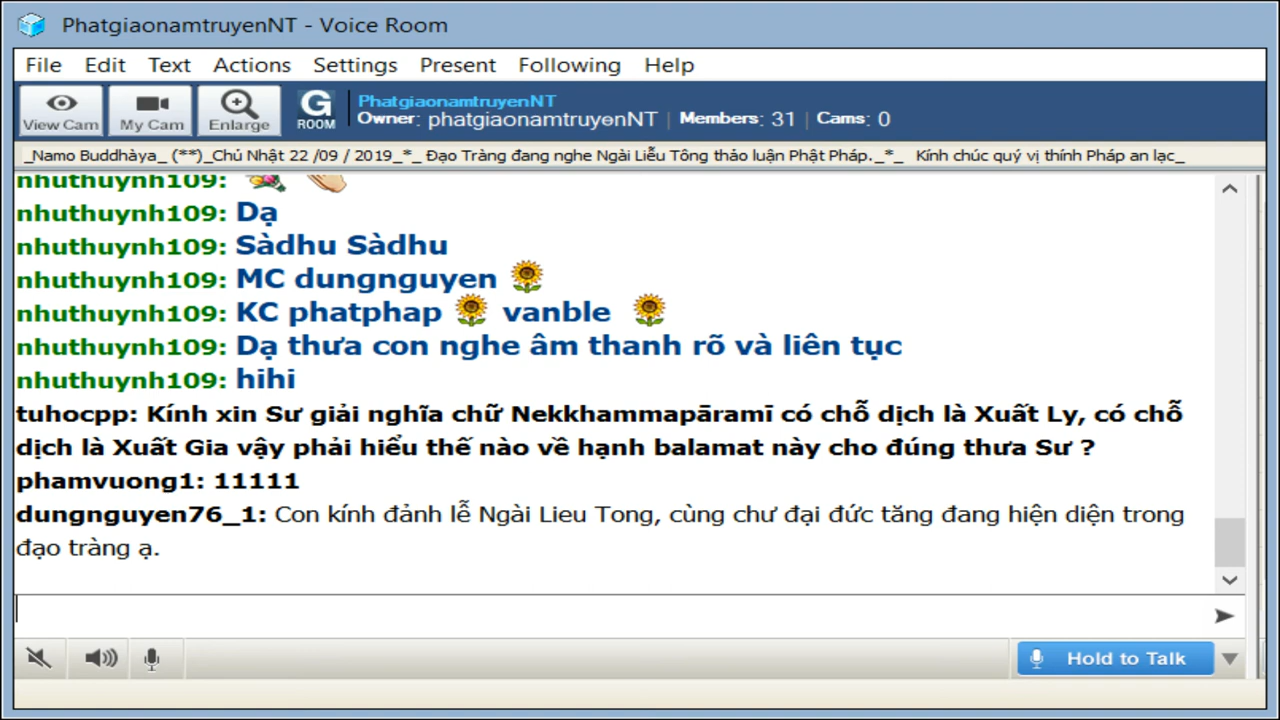 PhatgiaonamtruyenNT - Voice Room
File Edit Text Actions Settings Present Following Help
View Cam My Cam Enlarge G ROOM PhatgiaonamtruyenNT
Owner: phatgiaonamtruyenNT | Members: 31 | Cams: 0
_Namo Buddhàya_ (**)_Chủ Nhật 22 /09 / 2019_*_ Đạo Tràng đang nghe Ngài Liễu Tông thảo luận Phật Pháp._*_ Kính chúc quý vị thính Pháp an lạc_
nhuthuynh109:
nhuthuynh109: Dạ
nhuthuynh109: Sàdhu Sàdhu
nhuthuynh109: MC dungnguyen
nhuthuynh109: KC phatphap vanble
nhuthuynh109: Dạ thưa con nghe âm thanh rõ và liên tục
nhuthuynh109: hihi
tuhocpp: Kính xin Sư giải nghĩa chữ Nekkhammapāramī có chỗ dịch là Xuất Ly, có chỗ
dịch là Xuất Gia vậy phải hiểu thế nào về hạnh balamat này cho đúng thưa Sư ?
phamvuong1: 11111
dungnguyen76_1: Con kính đảnh lễ Ngài Lieu Tong, cùng chư đại đức tăng đang hiện diện trong
đạo tràng ạ.
Hold to Talk